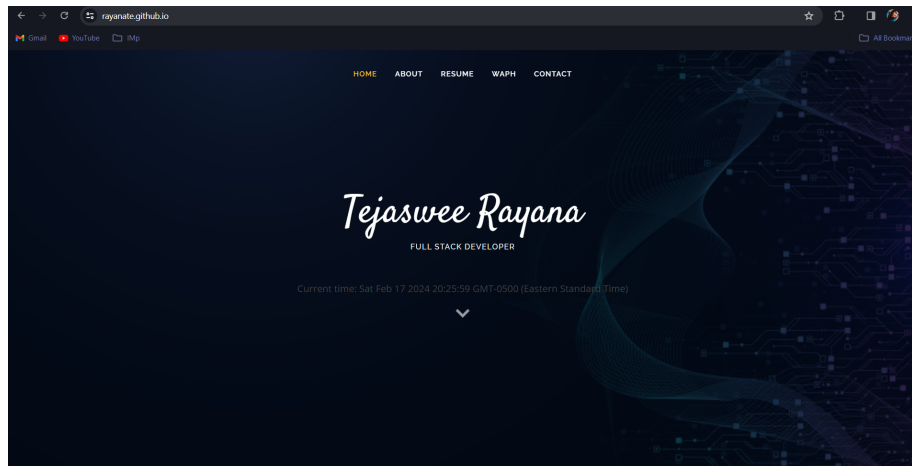 rayanate.github.io
Gmail YouTube IMp All Bookmar
HOME ABOUT RESUME WAPH CONTACT
Tejaswee Rayana
FULL STACK DEVELOPER
Current time: Sat Feb 17 2024 20:25:59 GMT-0500 (Eastern Standard Time)